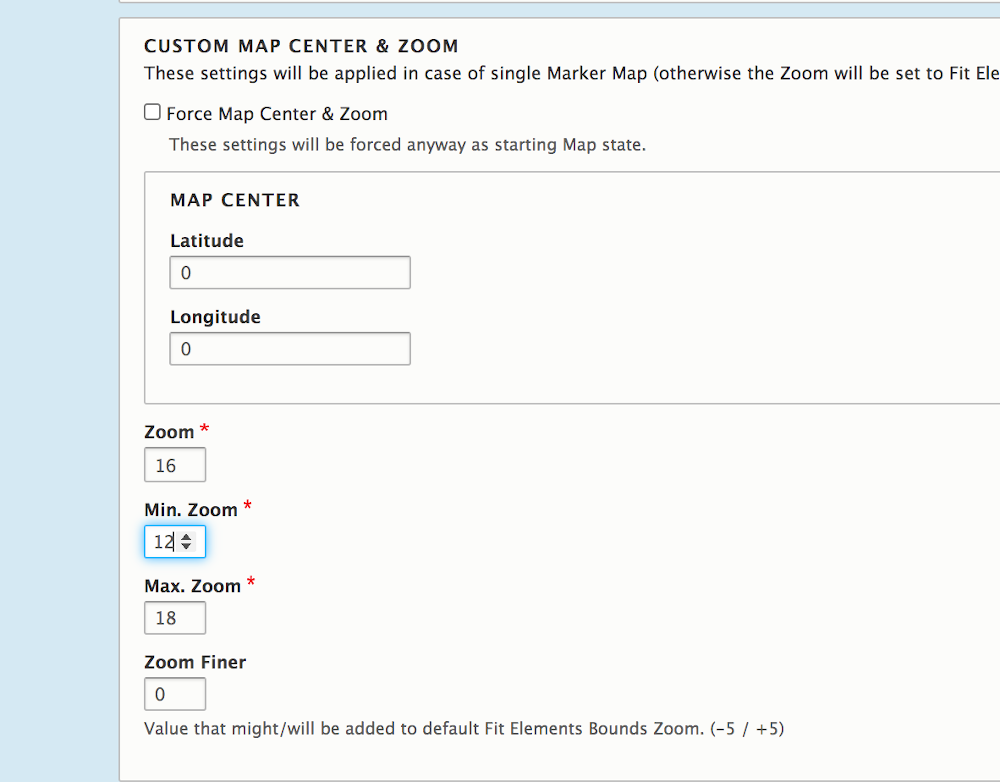 CUSTOM MAP CENTER & ZOOM
These settings will be applied in case of single Marker Map (otherwise the Zoom will be set to Fit Ele
Force Map Center & Zoom
These settings will be forced anyway as starting Map state.
MAP CENTER
Latitude
0
Longitude
0
Zoom *
16
Min. Zoom *
12
Max. Zoom *
18
Zoom Finer
0
Value that might/will be added to default Fit Elements Bounds Zoom. (-5 / +5)